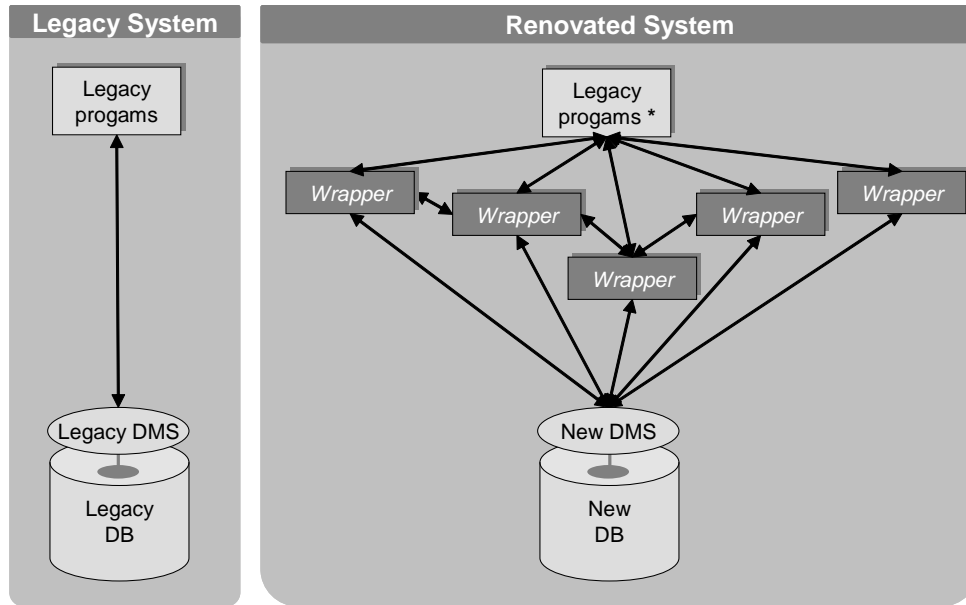 Legacy System
Renovated System
Legacy
progams
Legacy
progams *
Wrapper
Wrapper
Wrapper
Wrapper
Wrapper
Legacy DMS
New DMS
Legacy
DB
New
DB